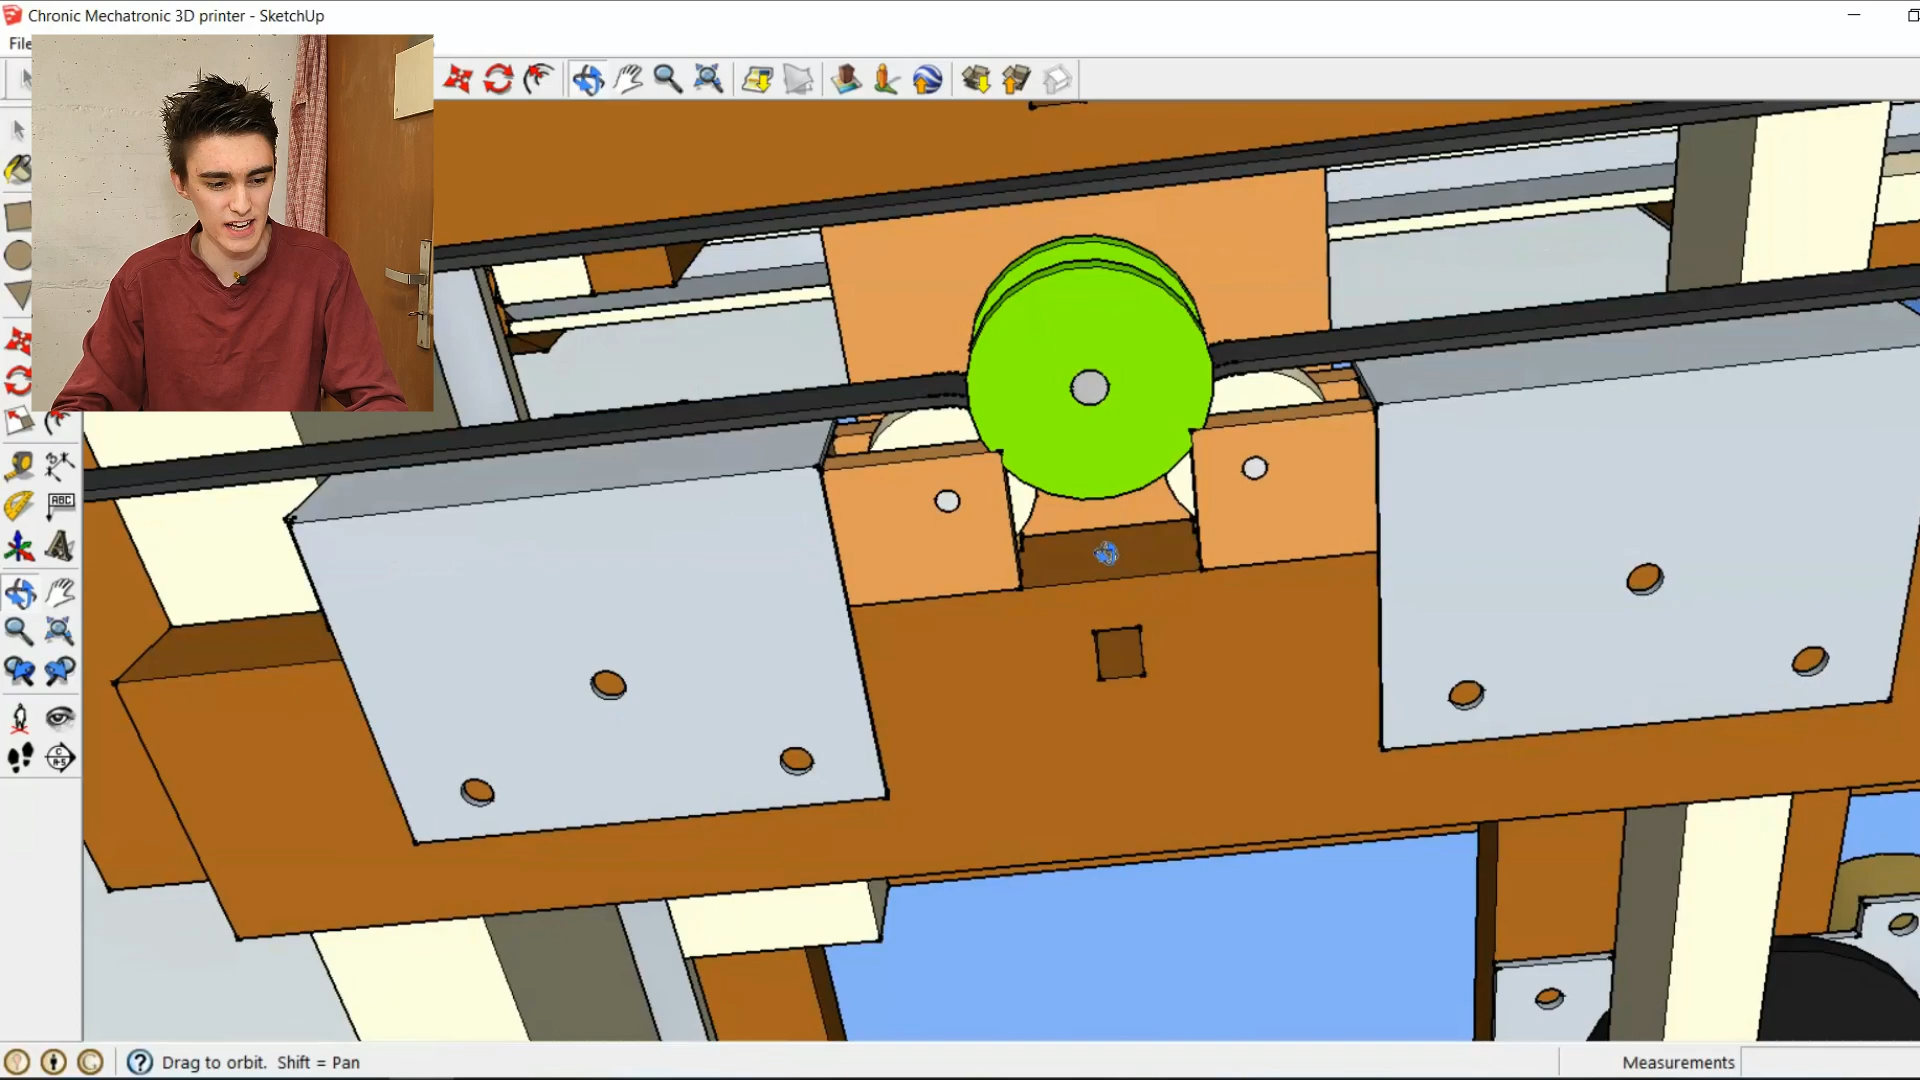 Chronic Mechatronic 3D printer - SketchUp
File
ABC
Drag to orbit. Shift = Pan
Measurements